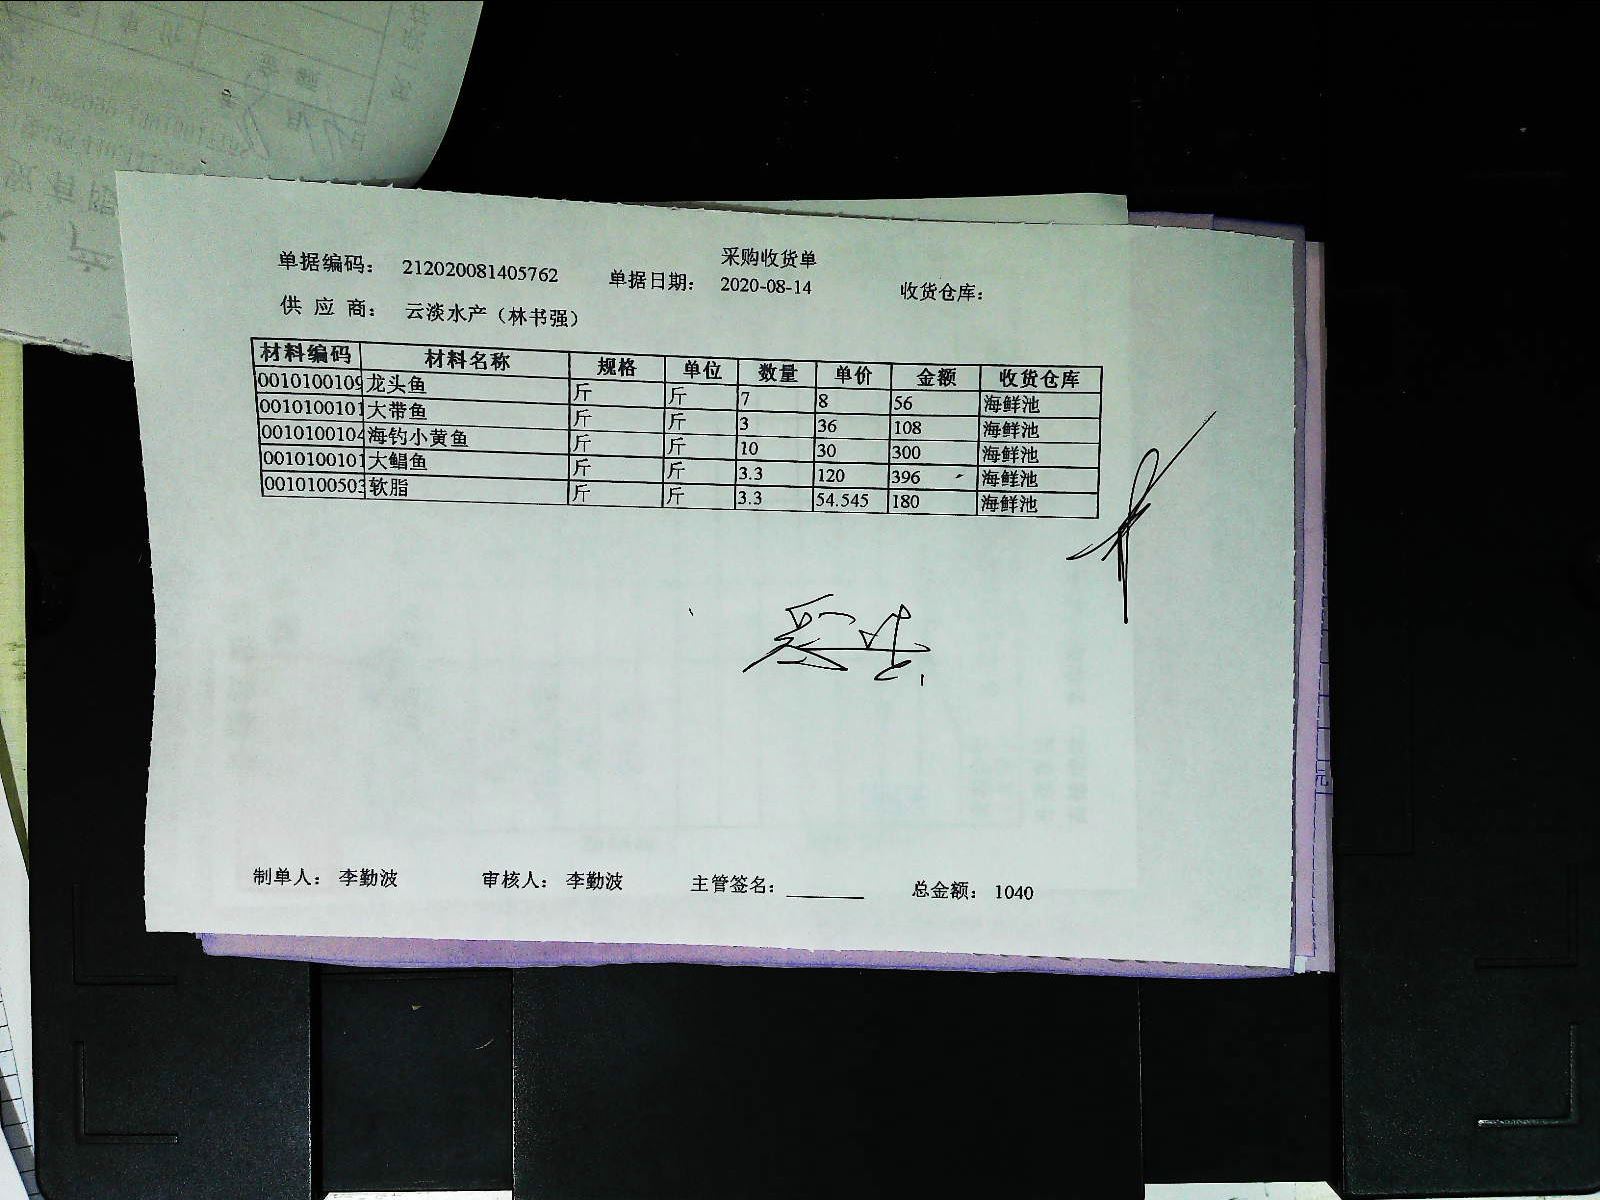 采购收货单
单据编码： 212020081405762 单据日期： 2020-08-14 收货仓库：
供 应 商： 云淡水产（林书强）
材料编码 材料名称 规格 单位 数量 单价 金额 收货仓库
0010100109 龙头鱼 斤 斤 7 8 56 海鲜池
0010100101 大带鱼 斤 斤 3 36 108 海鲜池
0010100104 海钓小黄鱼 斤 斤 10 30 300 海鲜池
0010100101 大鲳鱼 斤 斤 3.3 120 396 海鲜池
0010100503 软脂 斤 斤 3.3 54.545 180 海鲜池
制单人： 李勤波 审核人： 李勤波 主管签名： 总金额： 1040